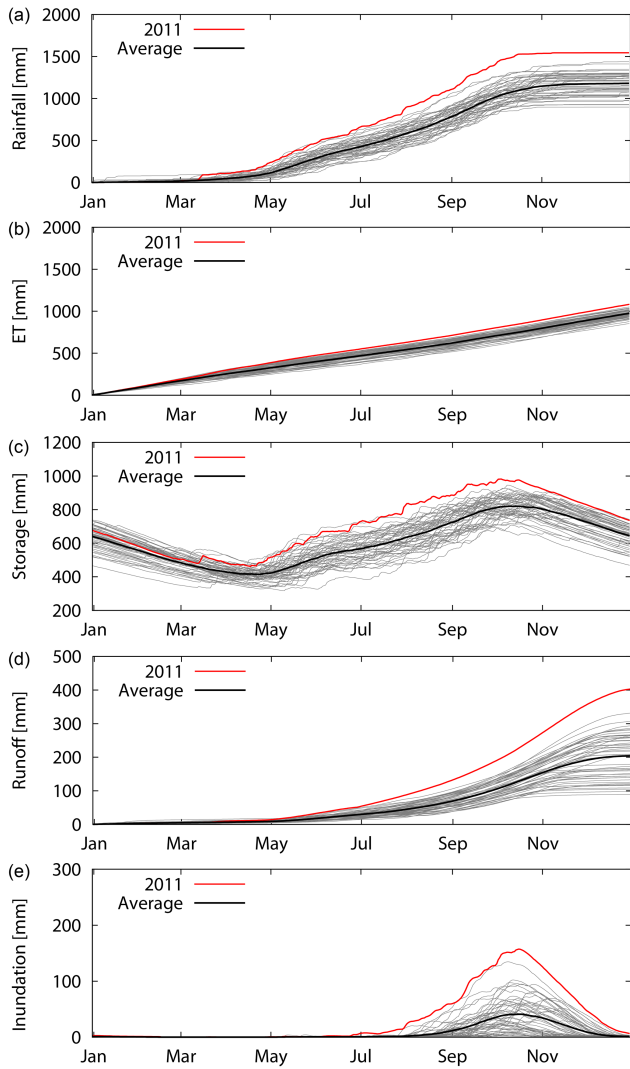 (a)
Rainfall [mm]
2000
1500
1000
500
0
2011
Average
Jan Mar May Jul Sep Nov
(b)
ET [mm]
2000
1500
1000
500
0
2011
Average
Jan Mar May Jul Sep Nov
(c)
Storage [mm]
1200
1000
800
600
400
200
2011
Average
Jan Mar May Jul Sep Nov
(d)
Runoff [mm]
500
400
300
200
100
0
2011
Average
Jan Mar May Jul Sep Nov
(e)
Inundation [mm]
300
200
100
0
2011
Average
Jan Mar May Jul Sep Nov